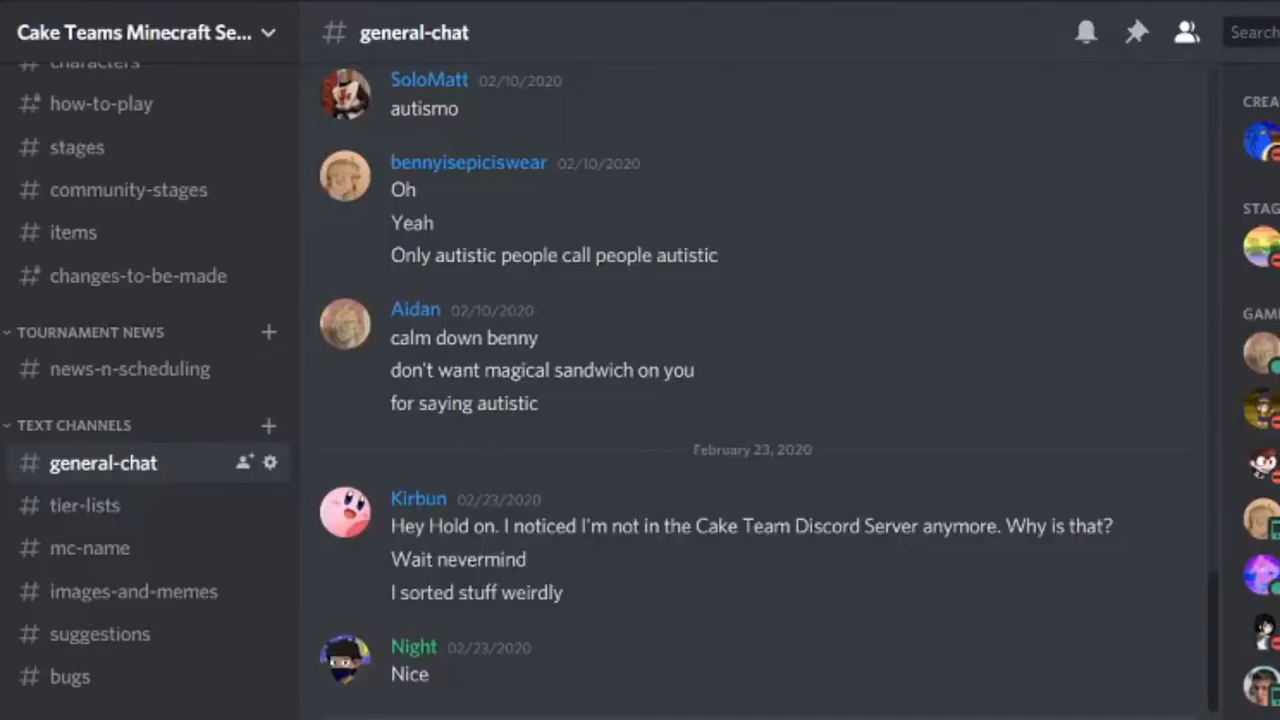 Cake Teams Minecraft Se...
characters
how-to-play
stages
community-stages
items
changes-to-be-made
TOURNAMENT NEWS
news-n-scheduling
TEXT CHANNELS
general-chat
tier-lists
mc-name
images-and-memes
suggestions
bugs
general-chat
Search
SoloMatt 02/10/2020
autismo
bennyisepiciswear 02/10/2020
Oh
Yeah
Only autistic people call people autistic
Aidan 02/10/2020
calm down benny
don't want magical sandwich on you
for saying autistic
February 23, 2020
Kirbun 02/23/2020
Hey Hold on. I noticed I'm not in the Cake Team Discord Server anymore. Why is that?
Wait nevermind
I sorted stuff weirdly
Night 02/23/2020
Nice
CREA
STAG
GAMI